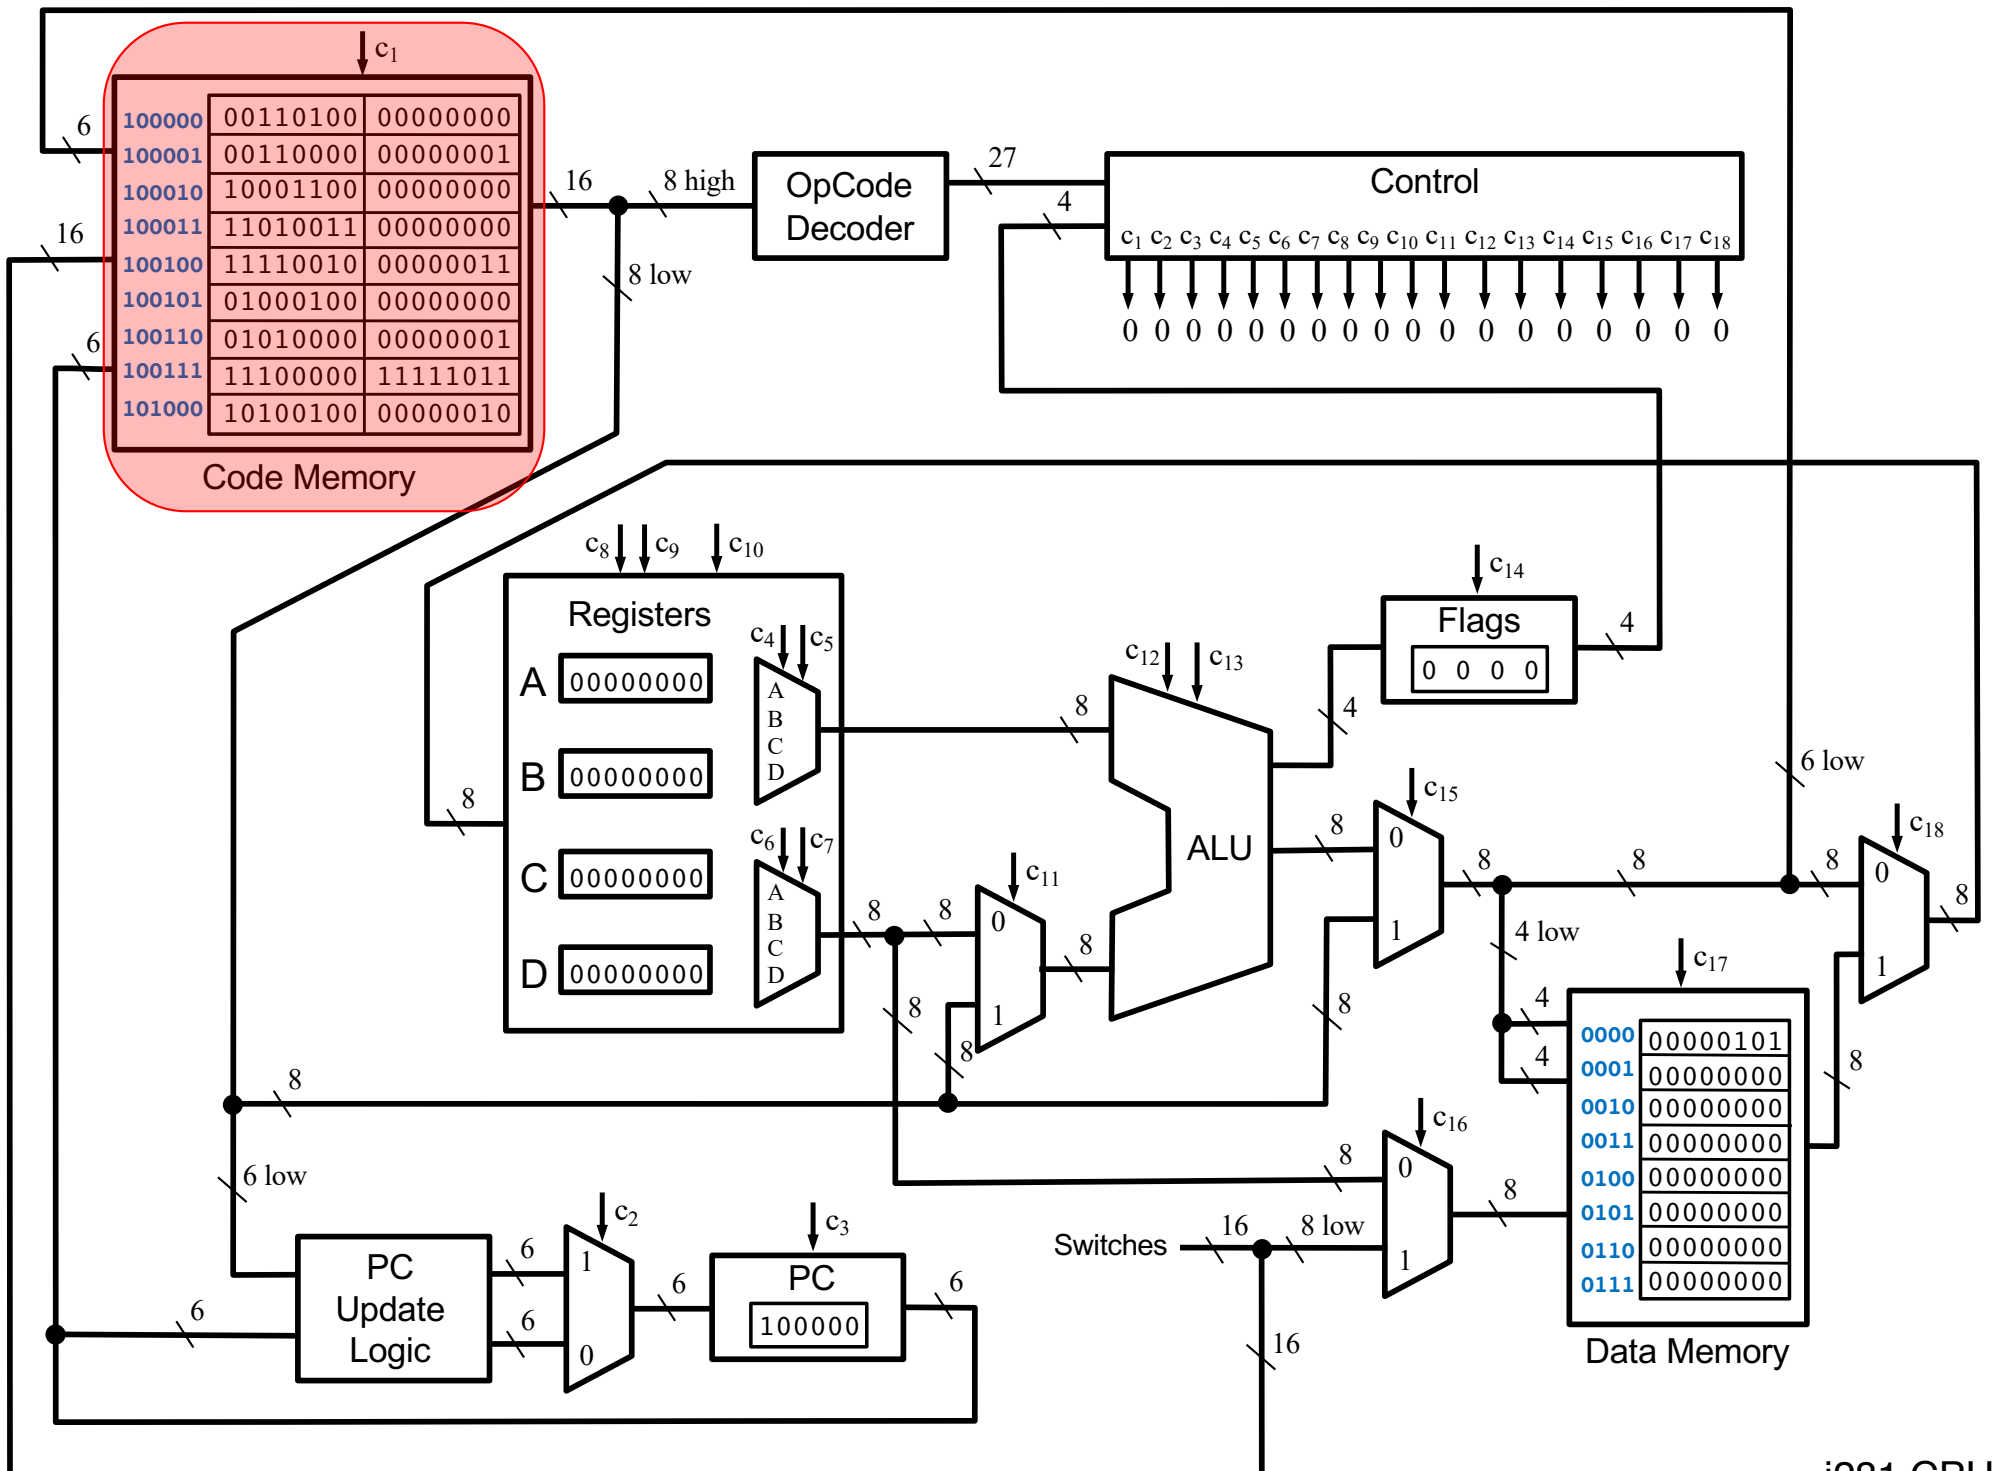 c1
100000 00110100 00000000
100001 00110000 00000001
100010 10001100 00000000
100011 11010011 00000000
100100 11110010 00000011
100101 01000100 00000000
100110 01010000 00000001
100111 11100000 11111011
101000 10100100 00000010
Code Memory
6
16
6
16
8 high
8 low
OpCode
Decoder
27
4
Control
c1 c2 c3 c4 c5 c6 c7 c8 c9 c10 c11 c12 c13 c14 c15 c16 c17 c18
0 0 0 0 0 0 0 0 0 0 0 0 0 0 0 0 0 0
c8 c9 c10
Registers
A 00000000
B 00000000
C 00000000
D 00000000
c4 c5
A
B
C
D
c6 c7
A
B
C
D
8
8
8
8
8
c11
0
1
8
8
c12 c13
ALU
c14
Flags
0 0 0 0
4
4
8
c15
0
1
8
8
8
4 low
6 low
8
c18
0
1
8
c17
4
4
0000 00000101
0001 00000000
0010 00000000
0011 00000000
0100 00000000
0101 00000000
0110 00000000
0111 00000000
Data Memory
8
8
c16
0
1
8
8
Switches
16
8 low
16
6 low
6
PC
Update
Logic
6
6
c2
1
0
6
c3
PC
100000
6